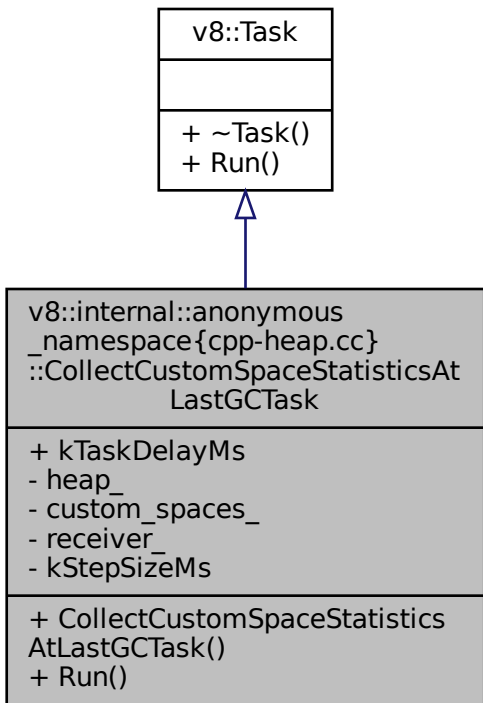 v8::Task
+ ~Task()
+ Run()
v8::internal::anonymous
_namespace{cpp-heap.cc}
::CollectCustomSpaceStatisticsAt
LastGCTask
+ kTaskDelayMs
- heap_
- custom_spaces_
- receiver_
- kStepSizeMs
+ CollectCustomSpaceStatistics
AtLastGCTask()
+ Run()